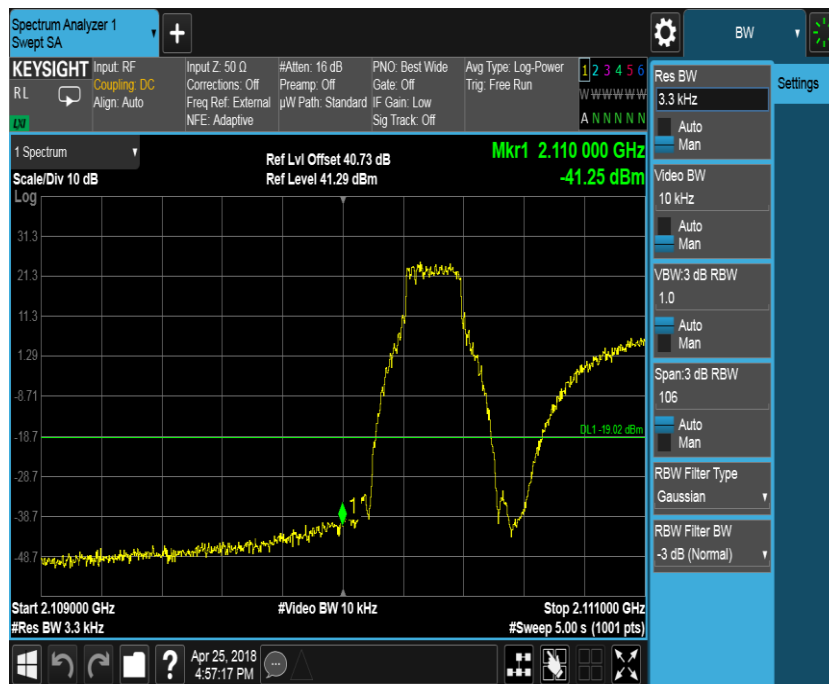 Spectrum Analyzer 1
Swept SA
+
BW
KEYSIGHT
RL
LXI
Input: RF
Coupling: DC
Align: Auto
Input Z: 50 Ω
Corrections: Off
Freq Ref: External
NFE: Adaptive
#Atten: 16 dB
Preamp: Off
µW Path: Standard
PNO: Best Wide
Gate: Off
IF Gain: Low
Sig Track: Off
Avg Type: Log-Power
Trig: Free Run
1 2 3 4 5 6
W W W W W W
A N N N N N
1 Spectrum
Scale/Div 10 dB
Ref Lvl Offset 40.73 dB
Ref Level 41.29 dBm
Mkr1 2.110 000 GHz
-41.25 dBm
Log
31.3
21.3
11.3
1.29
-8.71
-18.7
-28.7
-38.7
-48.7
DL1 -19.02 dBm
1
Start 2.109000 GHz
#Res BW 3.3 kHz
#Video BW 10 kHz
Stop 2.111000 GHz
#Sweep 5.00 s (1001 pts)
Res BW
3.3 kHz
Auto
Man
Video BW
10 kHz
Auto
Man
VBW:3 dB RBW
1.0
Auto
Man
Span:3 dB RBW
106
Auto
Man
RBW Filter Type
Gaussian
RBW Filter BW
-3 dB (Normal)
Settings
?
Apr 25, 2018
4:57:17 PM